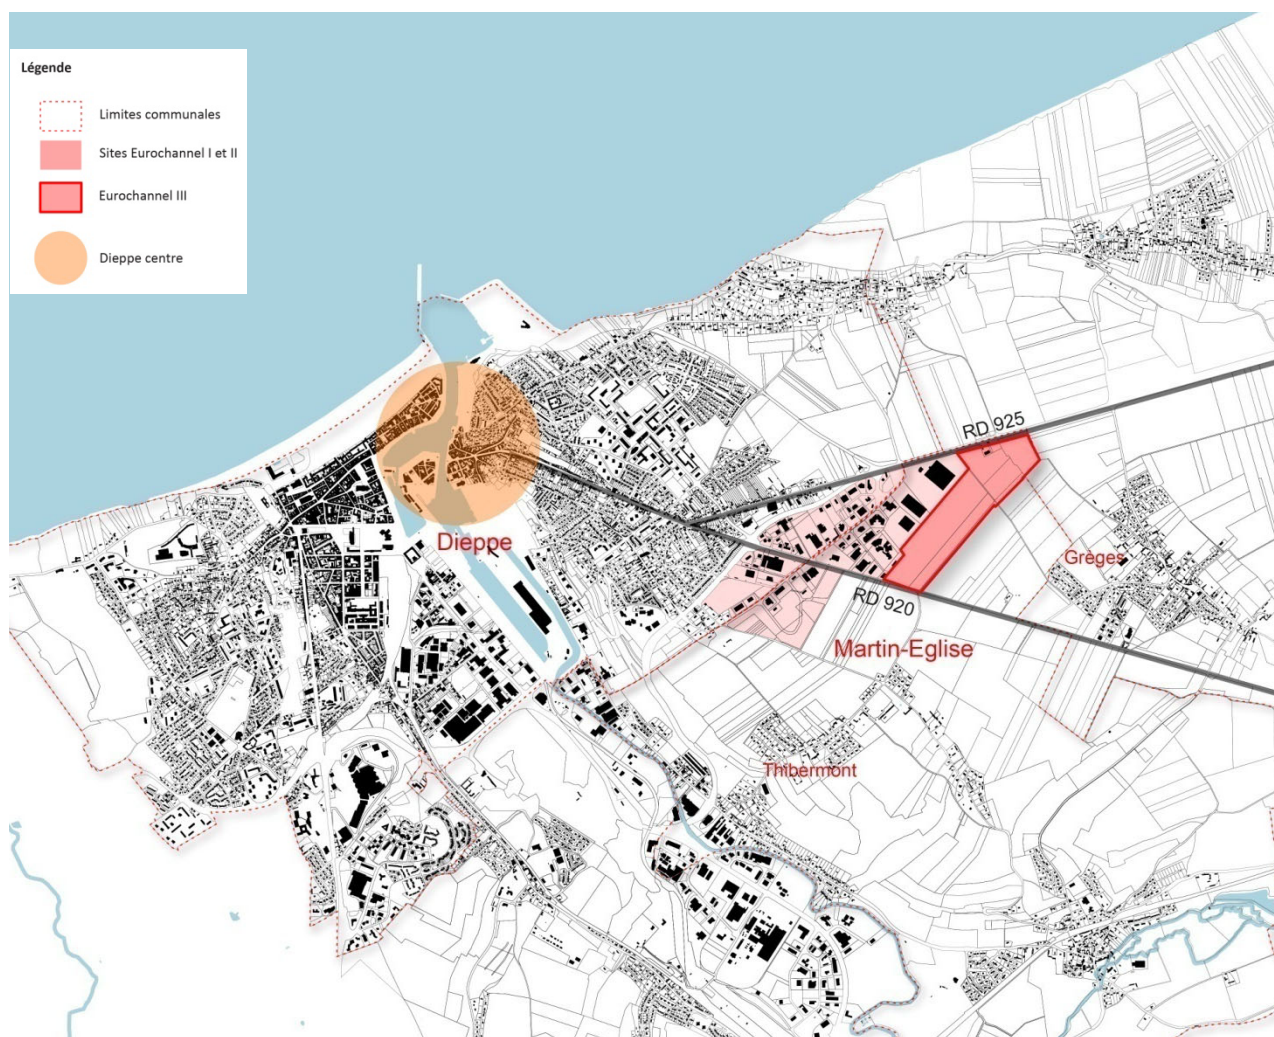 Légende
Limites communales
Sites Eurochannel I et II
Eurochannel III
Dieppe centre
RD 925
Dieppe
Grèges
RD 920
Martin-Eglise
Thibermont